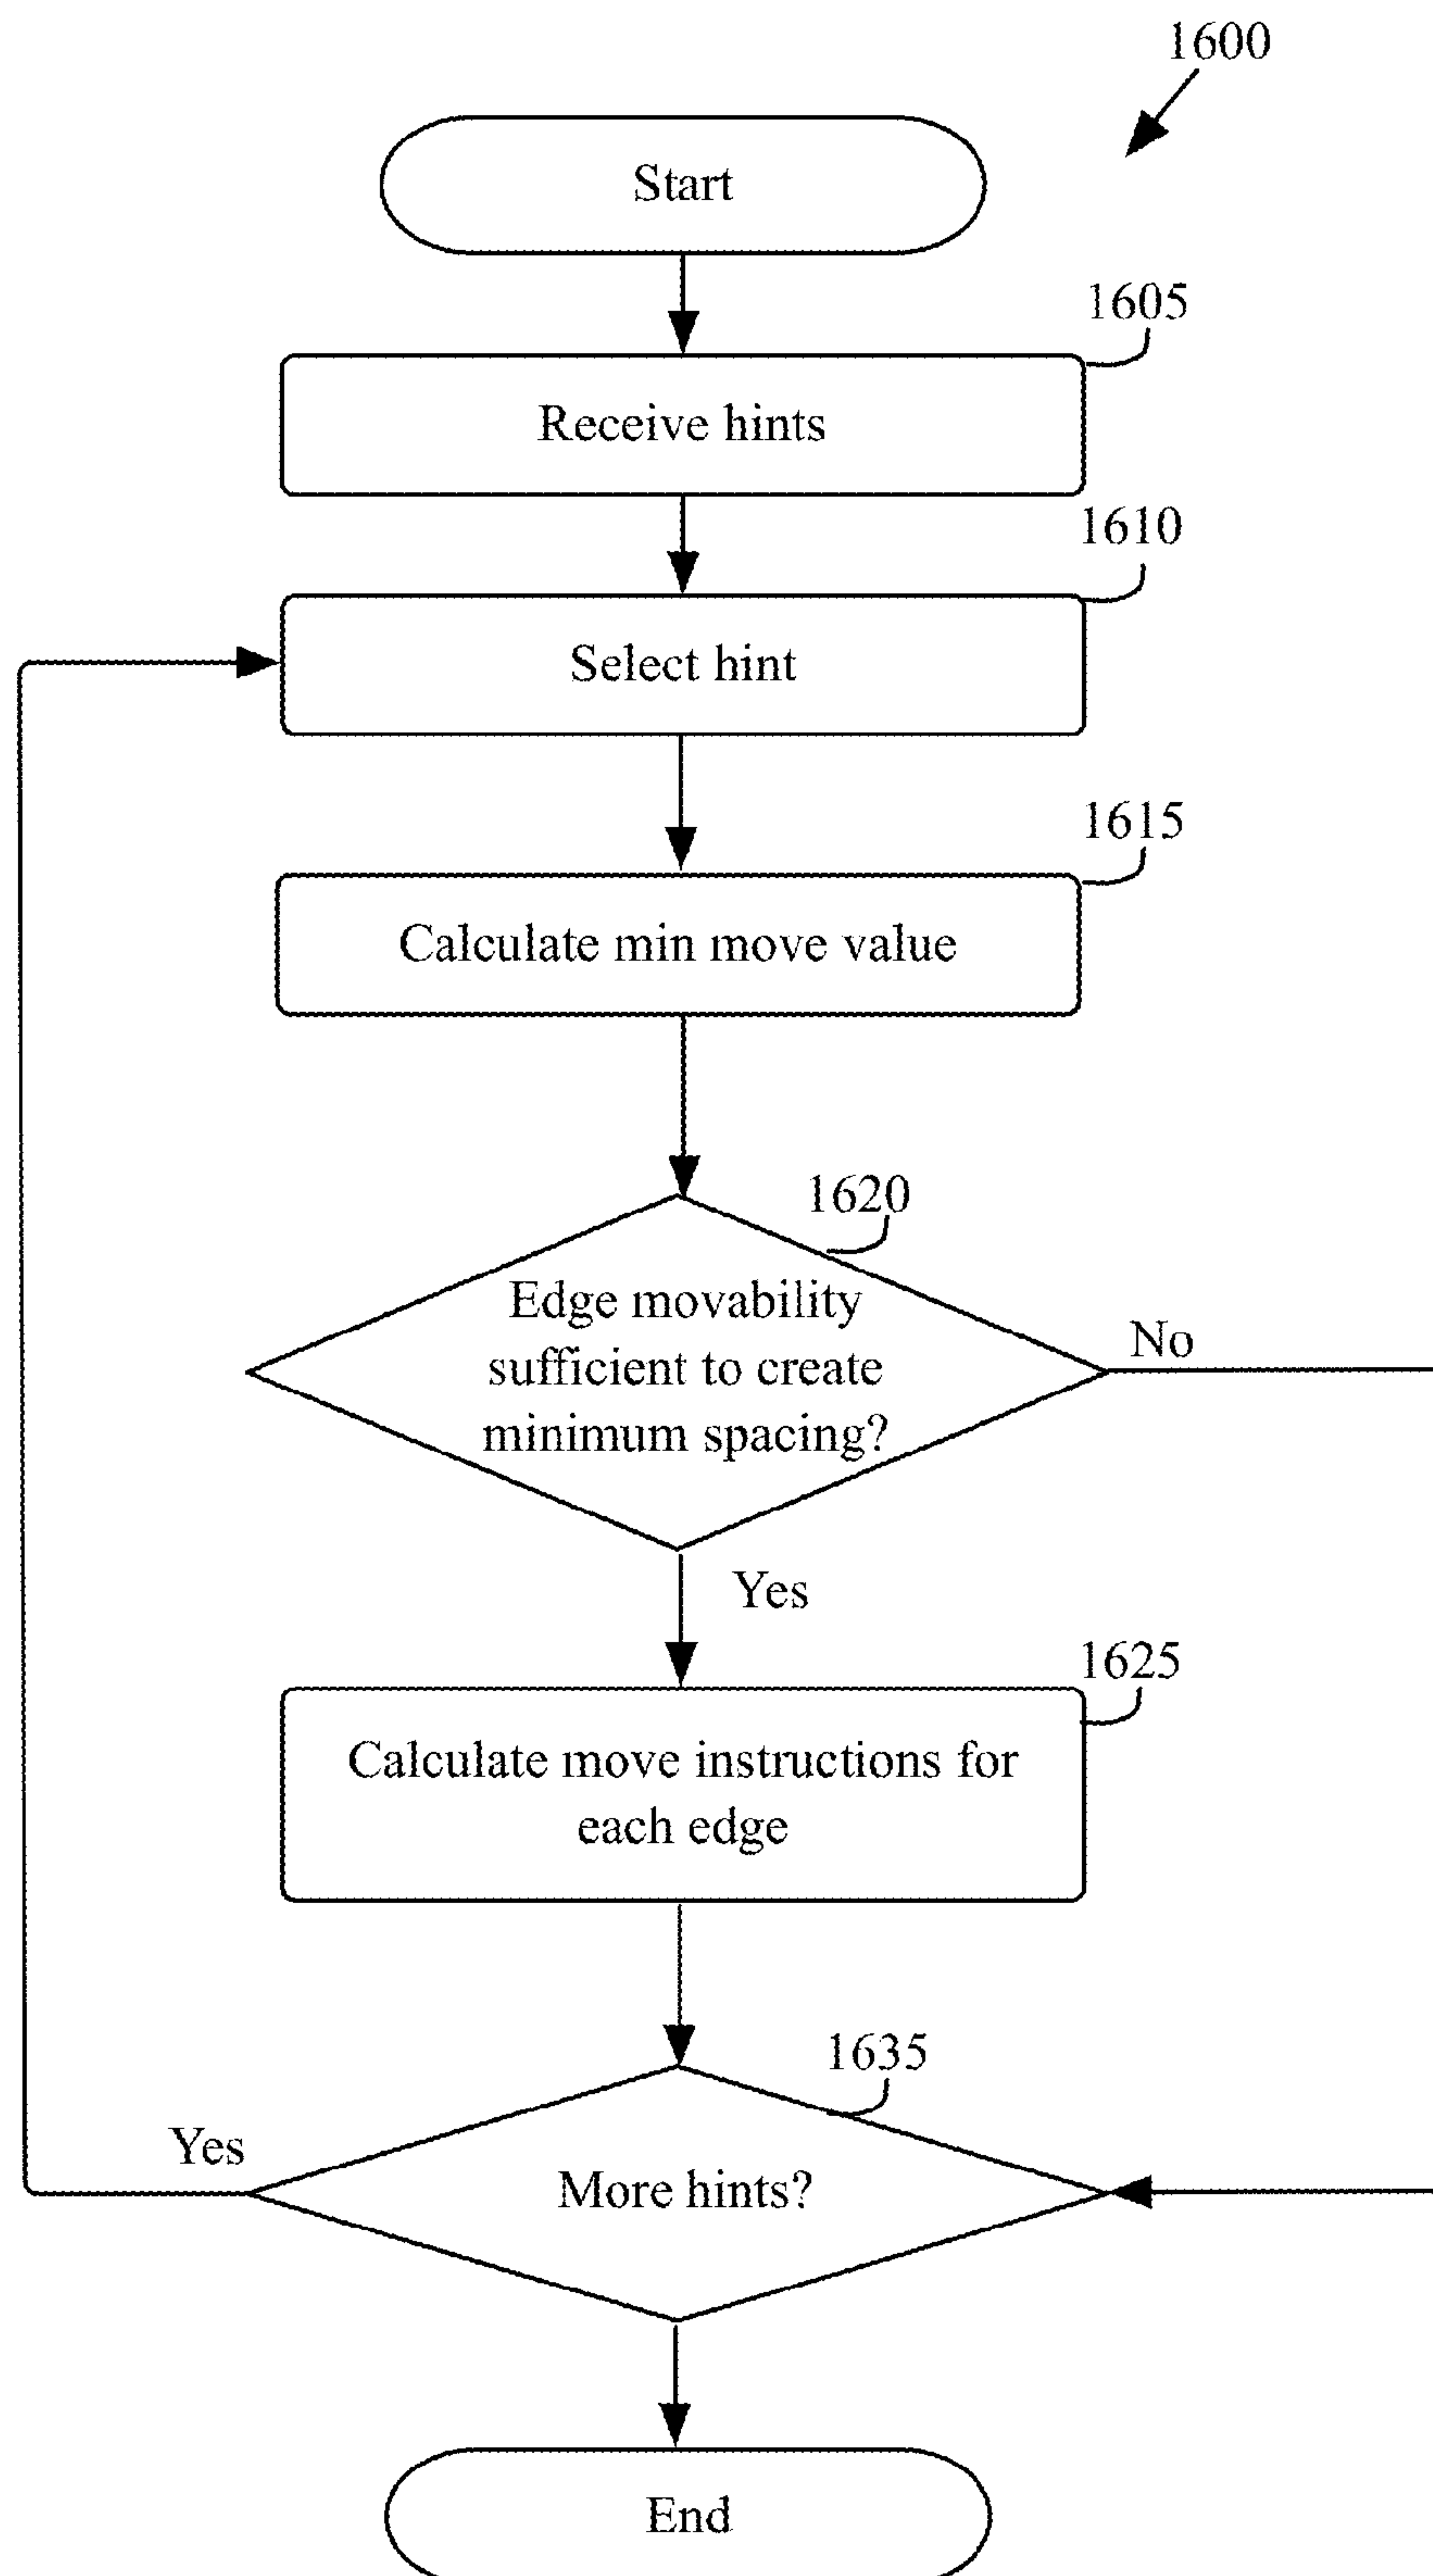 1600
Start
1605
Receive hints
1610
Select hint
1615
Calculate min move value
1620
Edge movability
sufficient to create
minimum spacing?
No
Yes
1625
Calculate move instructions for
each edge
1635
Yes
More hints?
End